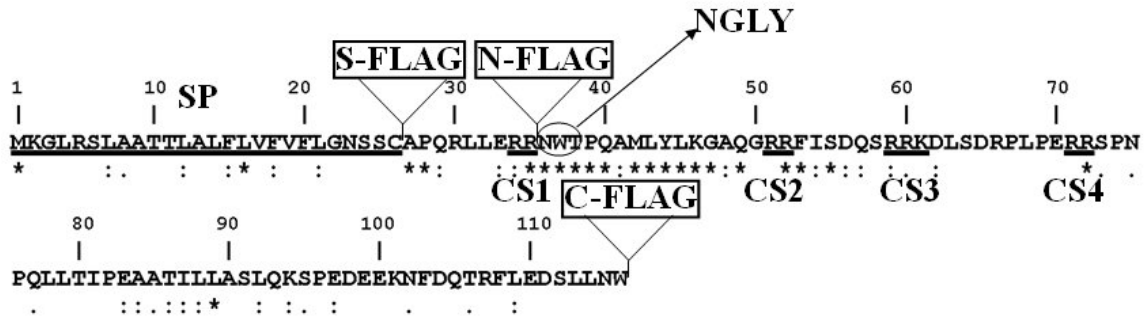 NGLY
S-FLAG N-FLAG
1 10 SP 20 30 40 50 60 70
MKGLRSLAATTLALFLVFVFLGNSSCAPQRLLERRNWTPQAMLYLKGAQGRRFISDQSRRKDLSDRPLPERRSPN
* :. : : * : : **: ::*******:****** * :**:*:: : . : *. .
CS1 CS2 CS3 CS4
C-FLAG
80 90 100 110
PQLLTIPEAATILLASLQKSPEDEEKNFDQTRFLEDSLLNW
. ::.:::* : :. : . . :